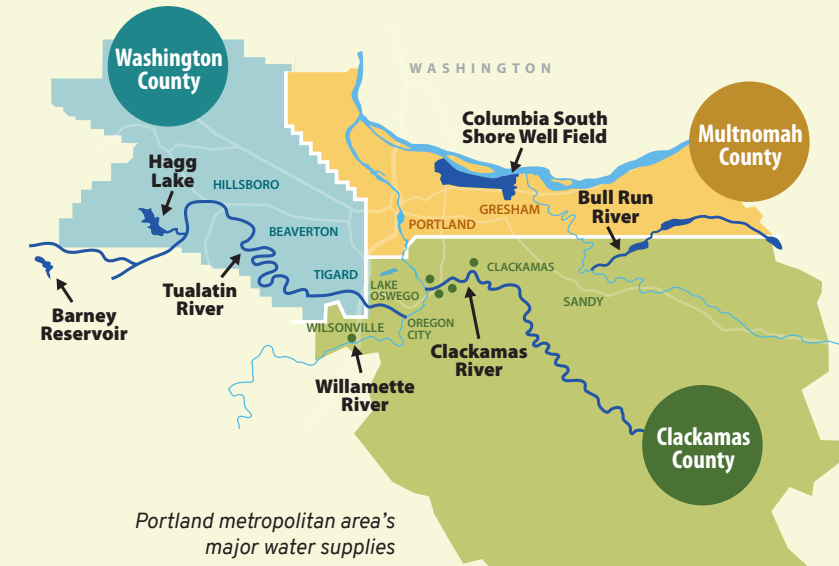 Washington
County
WASHINGTON
Columbia South
Shore Well Field
Multnomah
County
Hagg
Lake
HILLSBORO
Bull Run
River
GRESHAM
PORTLAND
BEAVERTON
CLACKAMAS
TIGARD
LAKE
OSWEGO
SANDY
Tualatin
River
Barney
Reservoir
WILSONVILLE
OREGON
CITY
Clackamas
River
Willamette
River
Clackamas
County
Portland metropolitan area's
major water supplies